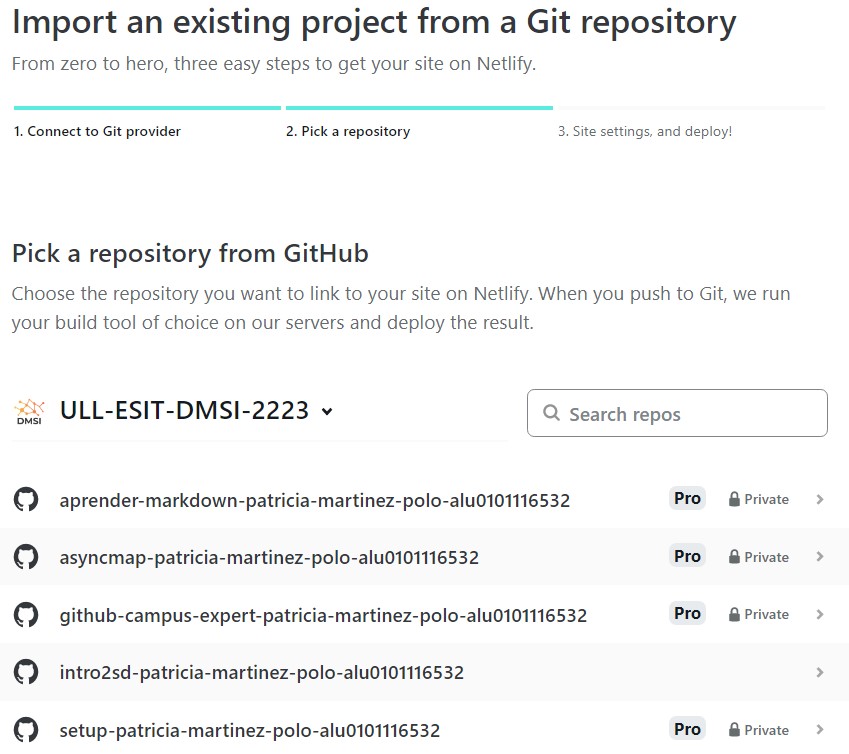 Import an existing project from a Git repository
From zero to hero, three easy steps to get your site on Netlify.
1. Connect to Git provider
2. Pick a repository
3. Site settings, and deploy!
Pick a repository from GitHub
Choose the repository you want to link to your site on Netlify. When you push to Git, we run
your build tool of choice on our servers and deploy the result.
DMSI
ULL-ESIT-DMSI-2223
Search repos
aprender-markdown-patricia-martinez-polo-alu0101116532 Pro Private
asyncmap-patricia-martinez-polo-alu0101116532 Pro Private
github-campus-expert-patricia-martinez-polo-alu0101116532 Pro Private
intro2sd-patricia-martinez-polo-alu0101116532
setup-patricia-martinez-polo-alu0101116532 Pro Private